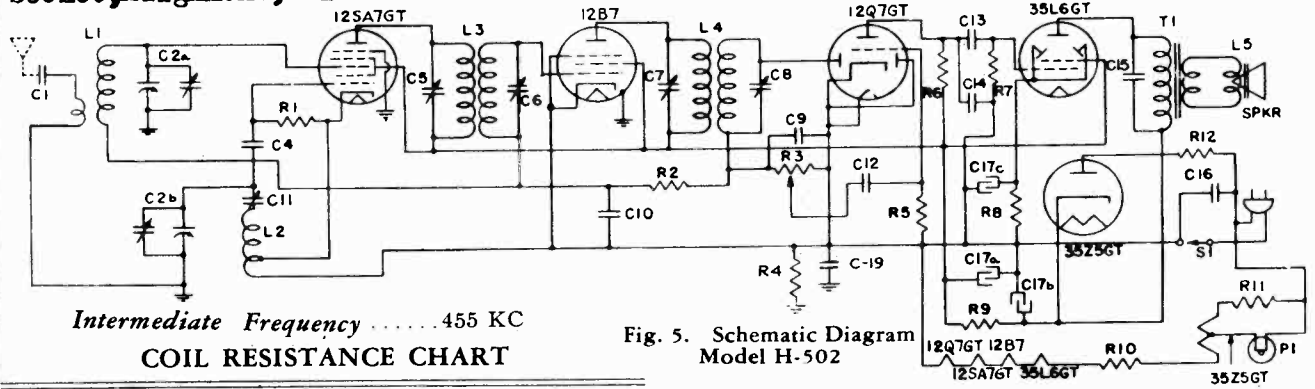 12SA7GT
12B7
12Q7GT
35L6GT
L1
C2a
L3
L4
C13
T1
L5
C1
C5
C6
C7
C8
R6
C14
R7
C15
SPKR
R1
C4
C9
R3
C12
R12
C16
R2
C17c
R8
C2b
C11
L2
C10
R5
35Z5GT
S1
R4
C-19
C17a
C17b
R9
R11
Intermediate Frequency ...... 455 KC
COIL RESISTANCE CHART
Fig. 5. Schematic Diagram
Model H-502
12Q7GT 12B7
12SA7GT 35L6GT
R10
P1
35Z5GT